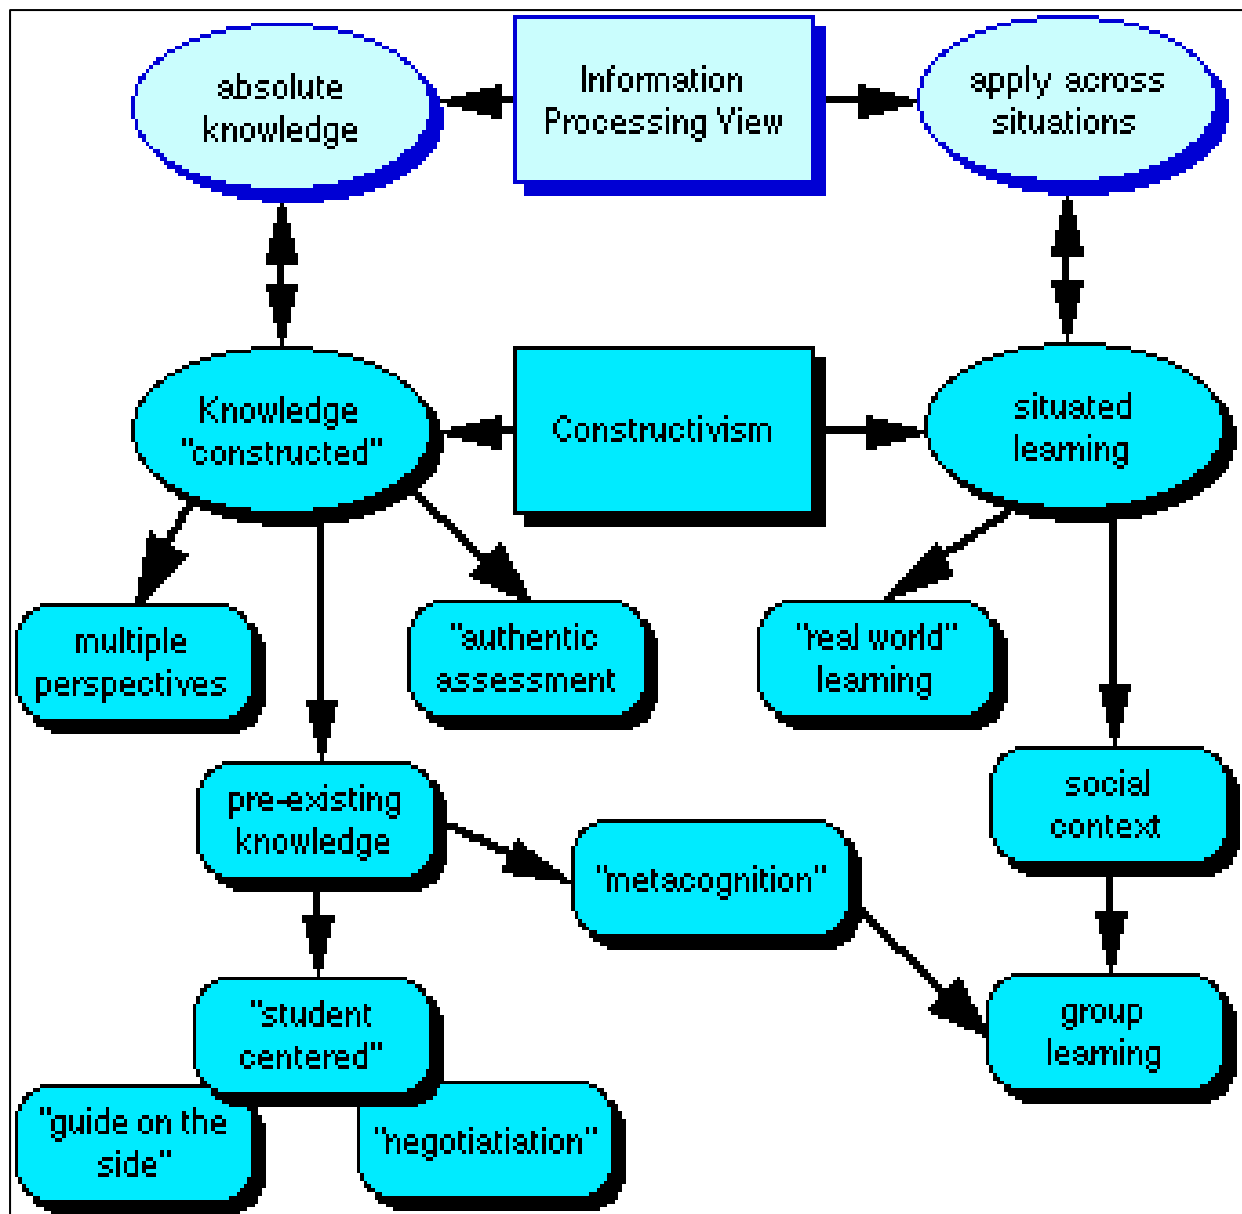 absolute
knowledge
Information
Processing View
apply across
situations
Knowledge
"constructed"
Constructivism
situated
learning
multiple
perspectives
"authentic
assessment
"real world"
learning
pre-existing
knowledge
"metacognition"
social
context
"student
centered"
group
learning
"guide on the
side"
"negotiatiation"